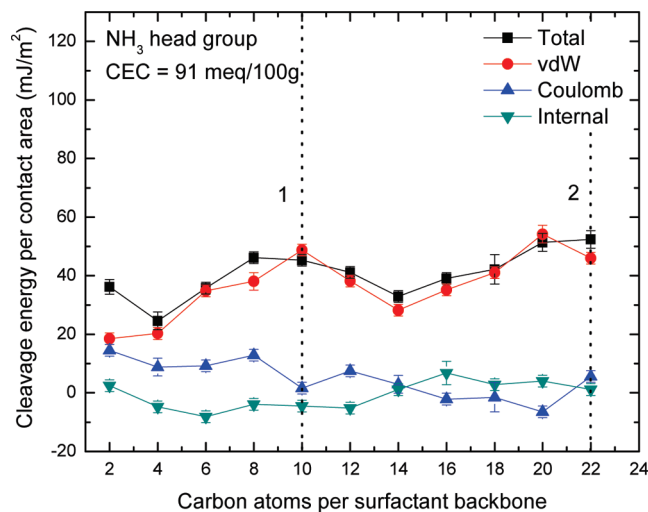 NH₃ head group
CEC = 91 meq/100g
Total
vdW
Coulomb
Internal
1
2
Cleavage energy per contact area (mJ/m²)
120
100
80
60
40
20
0
-20
2 4 6 8 10 12 14 16 18 20 22 24
Carbon atoms per surfactant backbone